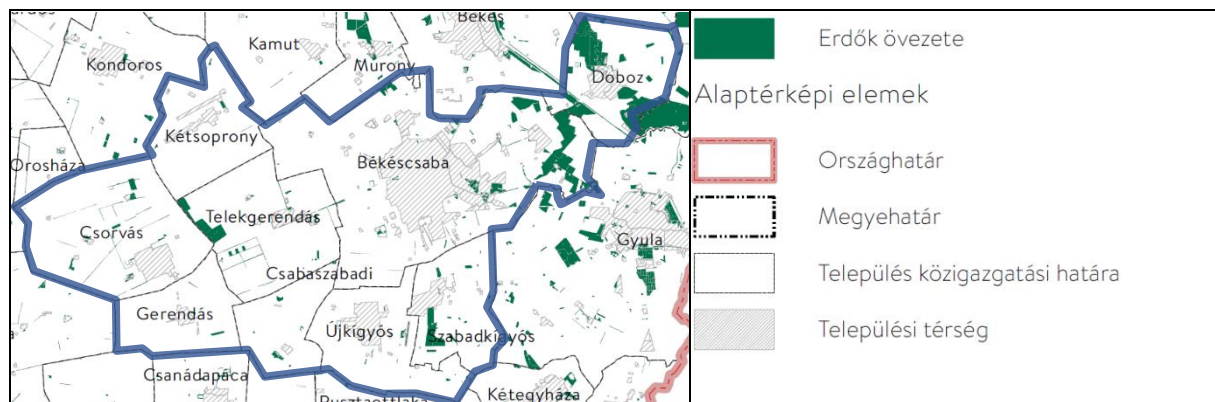 Békés
Kamut
Kondoros
Murony
Doboz
Kétsoprony
Orosháza
Békéscsaba
Telekgerendás
Csorvás
Gyula
Csabaszabadi
Gerendás
Újkígyós
Szabadkígyós
Csanádapáca
Pusztaottlaka
Kétegyháza
Erdők övezete
Alaptérképi elemek
Országhatár
Megyehatár
Település közigazgatási határa
Települési térség